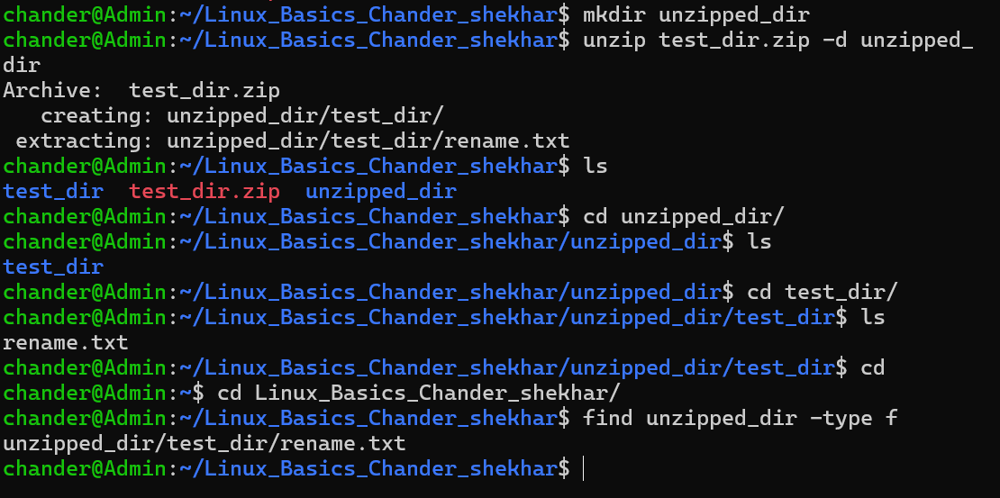 chander@Admin:~/Linux_Basics_Chander_shekhar$ mkdir unzipped_dir
chander@Admin:~/Linux_Basics_Chander_shekhar$ unzip test_dir.zip -d unzipped_
dir
Archive:  test_dir.zip
   creating: unzipped_dir/test_dir/
 extracting: unzipped_dir/test_dir/rename.txt
chander@Admin:~/Linux_Basics_Chander_shekhar$ ls
test_dir  test_dir.zip  unzipped_dir
chander@Admin:~/Linux_Basics_Chander_shekhar$ cd unzipped_dir/
chander@Admin:~/Linux_Basics_Chander_shekhar/unzipped_dir$ ls
test_dir
chander@Admin:~/Linux_Basics_Chander_shekhar/unzipped_dir$ cd test_dir/
chander@Admin:~/Linux_Basics_Chander_shekhar/unzipped_dir/test_dir$ ls
rename.txt
chander@Admin:~/Linux_Basics_Chander_shekhar/unzipped_dir/test_dir$ cd
chander@Admin:~$ cd Linux_Basics_Chander_shekhar/
chander@Admin:~/Linux_Basics_Chander_shekhar$ find unzipped_dir -type f
unzipped_dir/test_dir/rename.txt
chander@Admin:~/Linux_Basics_Chander_shekhar$